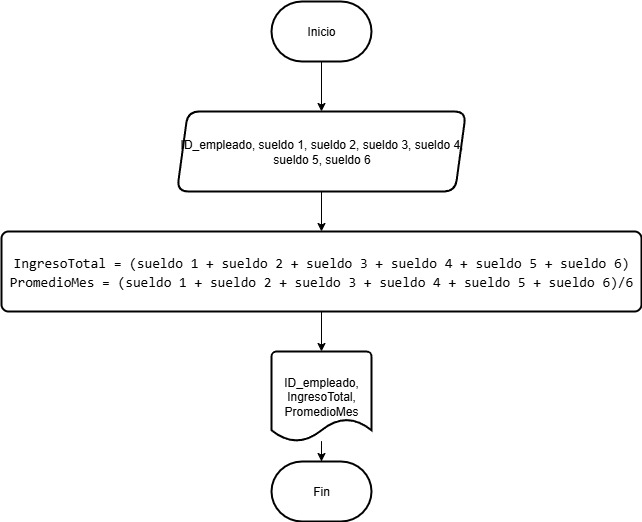 Inicio
ID_empleado, sueldo 1, sueldo 2, sueldo 3, sueldo 4,
sueldo 5, sueldo 6
IngresoTotal = (sueldo 1 + sueldo 2 + sueldo 3 + sueldo 4 + sueldo 5 + sueldo 6)
PromedioMes = (sueldo 1 + sueldo 2 + sueldo 3 + sueldo 4 + sueldo 5 + sueldo 6)/6
ID_empleado,
IngresoTotal,
PromedioMes
Fin